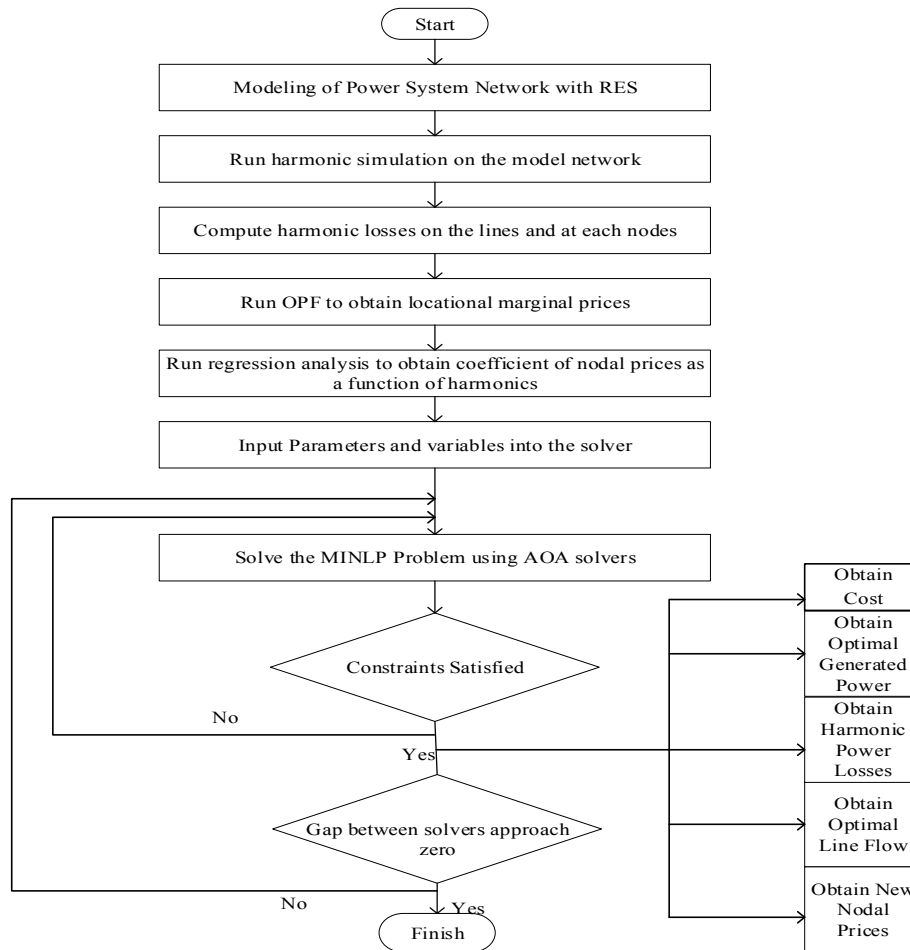 Start
Modeling of Power System Network with RES
Run harmonic simulation on the model network
Compute harmonic losses on the lines and at each nodes
Run OPF to obtain locational marginal prices
Run regression analysis to obtain coefficient of nodal prices as
a function of harmonics
Input Parameters and variables into the solver
Solve the MINLP Problem using AOA solvers
Constraints Satisfied
No
Yes
Gap between solvers approach
zero
No
Yes
Finish
Obtain
Cost
Obtain
Optimal
Generated
Power
Obtain
Harmonic
Power
Losses
Obtain
Optimal
Line Flow
Obtain New
Nodal
Prices